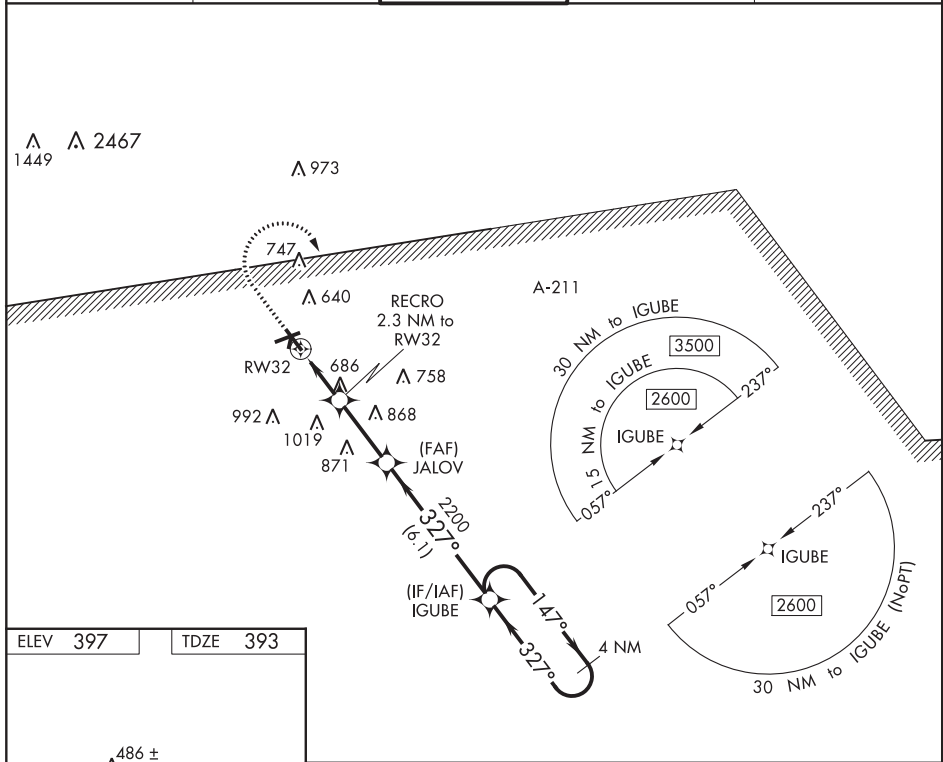 1449
2467
973
747
640
A-211
RECRO
2.3 NM to
RW32
RW32
686
758
992
868
1019
871
(FAF)
JALOV
30 NM to IGUBE
3500
15 NM to IGUBE
2600
237°
IGUBE
057°
2200
327°
(6.1)
(IF/IAF)
IGUBE
147°
327°
4 NM
237°
IGUBE
057°
2600
30 NM to IGUBE (NoPT)
ELEV 397
TDZE 393
486 ±